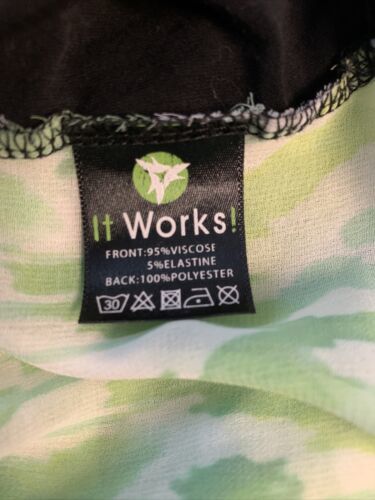 It Works!
FRONT:95%VISCOSE
5%ELASTINE
BACK:100%POLYESTER
30